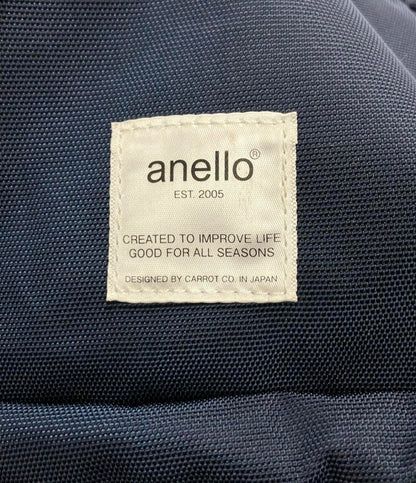 anello®
EST. 2005
CREATED TO IMPROVE LIFE
GOOD FOR ALL SEASONS
DESIGNED BY CARROT CO. IN JAPAN